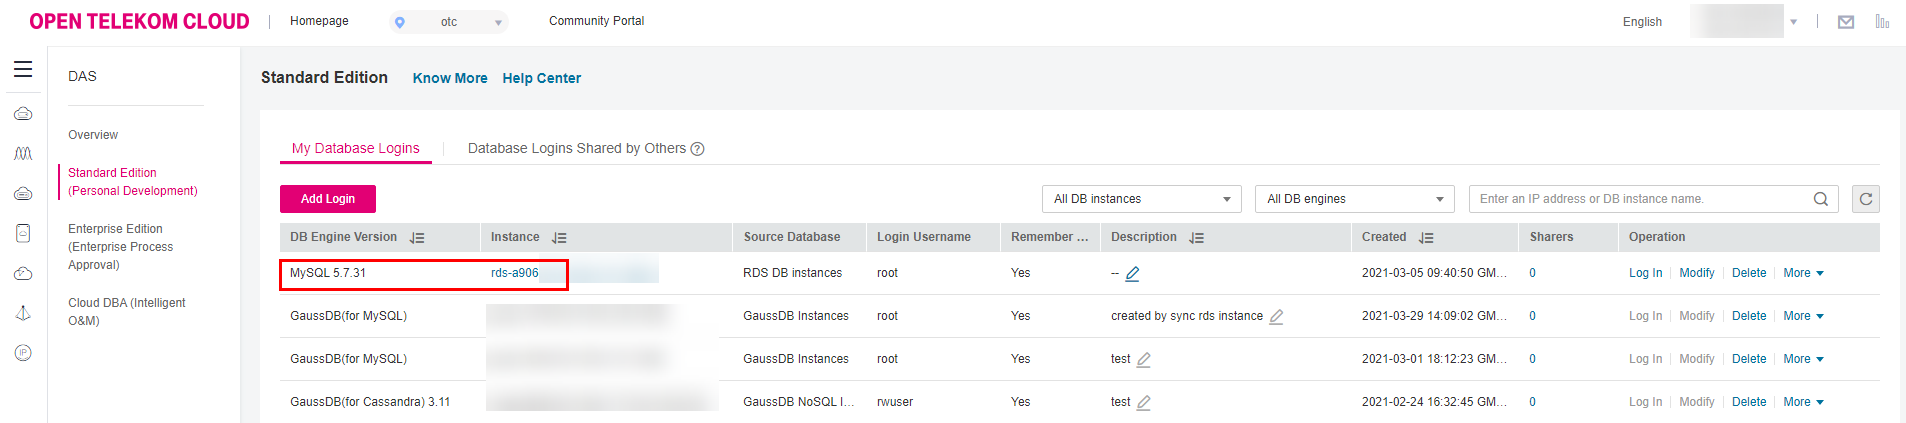 OPEN TELEKOM CLOUD Homepage otc Community Portal English
DAS
Overview
Standard Edition
(Personal Development)
Enterprise Edition
(Enterprise Process
Approval)
Cloud DBA (Intelligent
O&M)
IP
Standard Edition Know More Help Center
My Database Logins Database Logins Shared by Others ?
Add Login All DB instances All DB engines Enter an IP address or DB instance name.
DB Engine Version Instance Source Database Login Username Remember ... Description Created Sharers Operation
MySQL 5.7.31 rds-a906 RDS DB instances root Yes -- 2021-03-05 09:40:50 GM... 0 Log In Modify Delete More
GaussDB(for MySQL) GaussDB Instances root Yes created by sync rds instance 2021-03-29 14:09:02 GM... 0 Log In Modify Delete More
GaussDB(for MySQL) GaussDB Instances root Yes test 2021-03-01 18:12:23 GM... 0 Log In Modify Delete More
GaussDB(for Cassandra) 3.11 GaussDB NoSQL I... rwuser Yes test 2021-02-24 16:32:45 GM... 0 Log In Modify Delete More